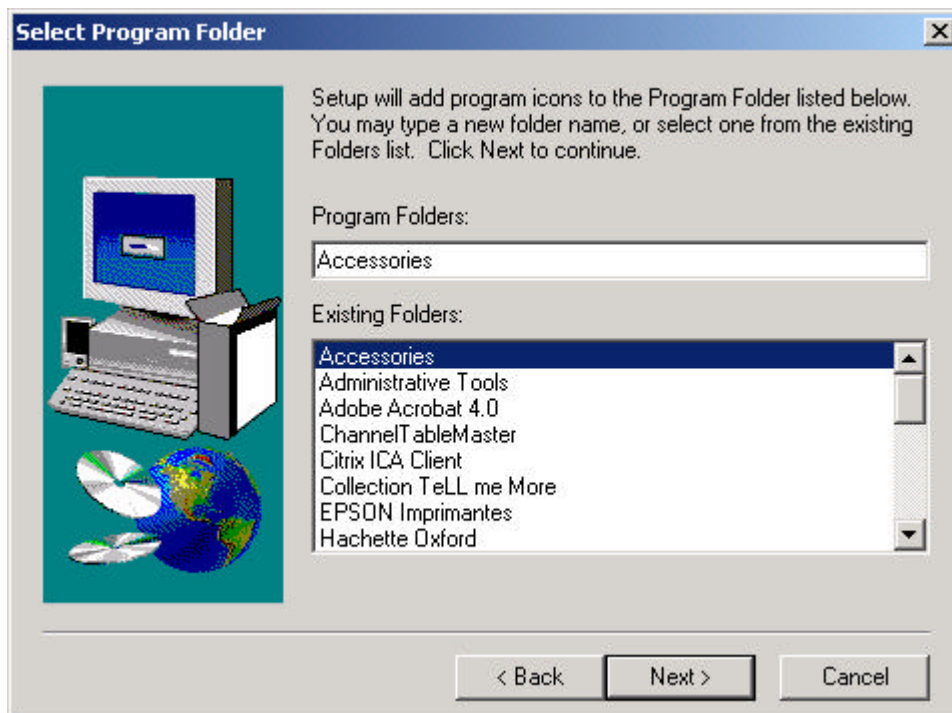 Select Program Folder
Setup will add program icons to the Program Folder listed below.
You may type a new folder name, or select one from the existing
Folders list.  Click Next to continue.
Program Folders:
Accessories
Existing Folders:
Accessories
Administrative Tools
Adobe Acrobat 4.0
ChannelTableMaster
Citrix ICA Client
Collection TeLL me More
EPSON Imprimantes
Hachette Oxford
< Back
Next >
Cancel